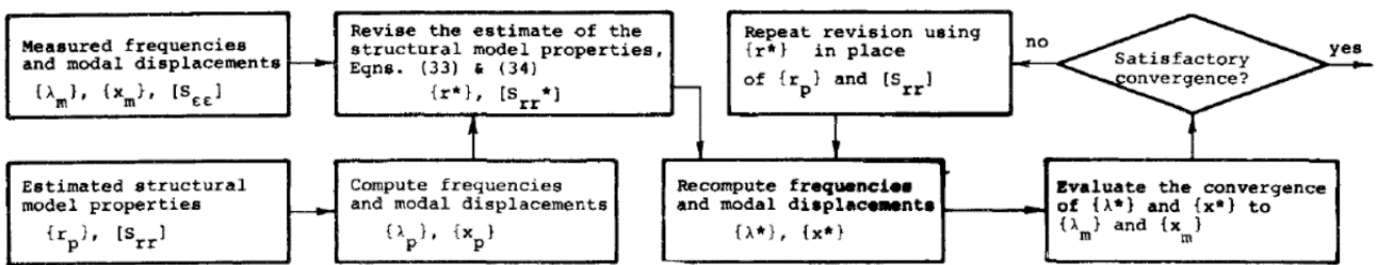 Measured frequencies
and modal displacements
{λm}, {xm}, [Sεε]
Revise the estimate of the
structural model properties,
Eqns. (33) & (34)
{r*}, [Srr*]
Repeat revision using
{r*} in place
of {rp} and [Srr]
no
Satisfactory
convergence?
yes
Estimated structural
model properties
{rp}, [Srr]
Compute frequencies
and modal displacements
{λp}, {xp}
Recompute frequencies
and modal displacements
{λ*}, {x*}
Evaluate the convergence
of {λ*} and {x*} to
{λm} and {xm}